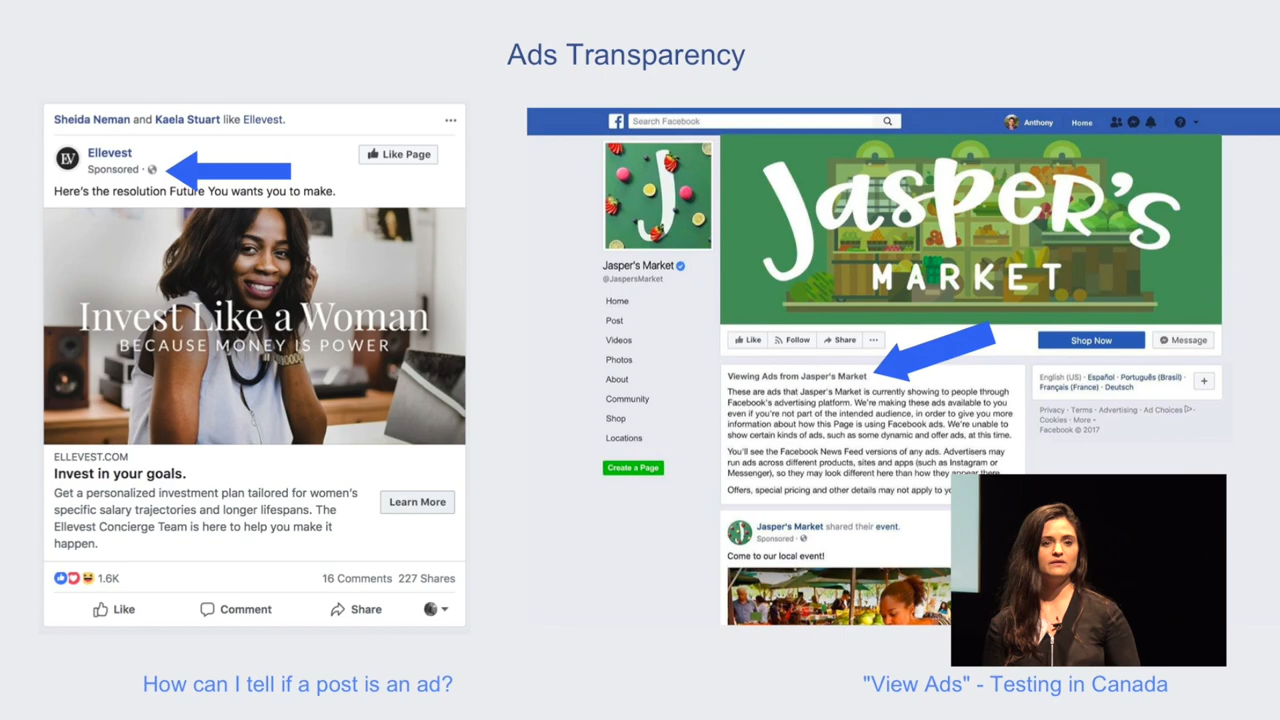 Ads Transparency
Sheida Neman and Kaela Stuart like Ellevest.
Ellevest
Sponsored ·
Like Page
Here's the resolution Future You wants you to make.
Invest Like a Woman
BECAUSE MONEY IS POWER
ELLEVEST.COM
Invest in your goals.
Get a personalized investment plan tailored for women's
specific salary trajectories and longer lifespans. The
Ellevest Concierge Team is here to help you make it
happen.
Learn More
1.6K
16 Comments 227 Shares
Like
Comment
Share
How can I tell if a post is an ad?
Search Facebook
Anthony
Home
Jasper's
MARKET
Jasper's Market
@JaspersMarket
Home
Post
Videos
Photos
About
Community
Shop
Locations
Create a Page
Like
Follow
Share
Shop Now
Message
Viewing Ads from Jasper's Market
These are ads that Jasper's Market is currently showing to people through
Facebook's advertising platform. We're making these ads available to you
even if you're not part of the intended audience, in order to give you more
information about how this Page is using Facebook ads. We're unable to
show certain kinds of ads, such as some dynamic and offer ads, at this time.
You'll see the Facebook News Feed versions of any ads. Advertisers may
run ads across different products, sites and apps (such as Instagram or
Messenger), so they may look different here than how they appear there.
Offers, special pricing and other details may not apply to
English (US) · Español · Português (Brasil) ·
Français (France) · Deutsch
Privacy · Terms · Advertising · Ad Choices ·
Cookies · More
Facebook © 2017
Jasper's Market shared their event.
Sponsored ·
Come to our local event!
"View Ads" - Testing in Canada